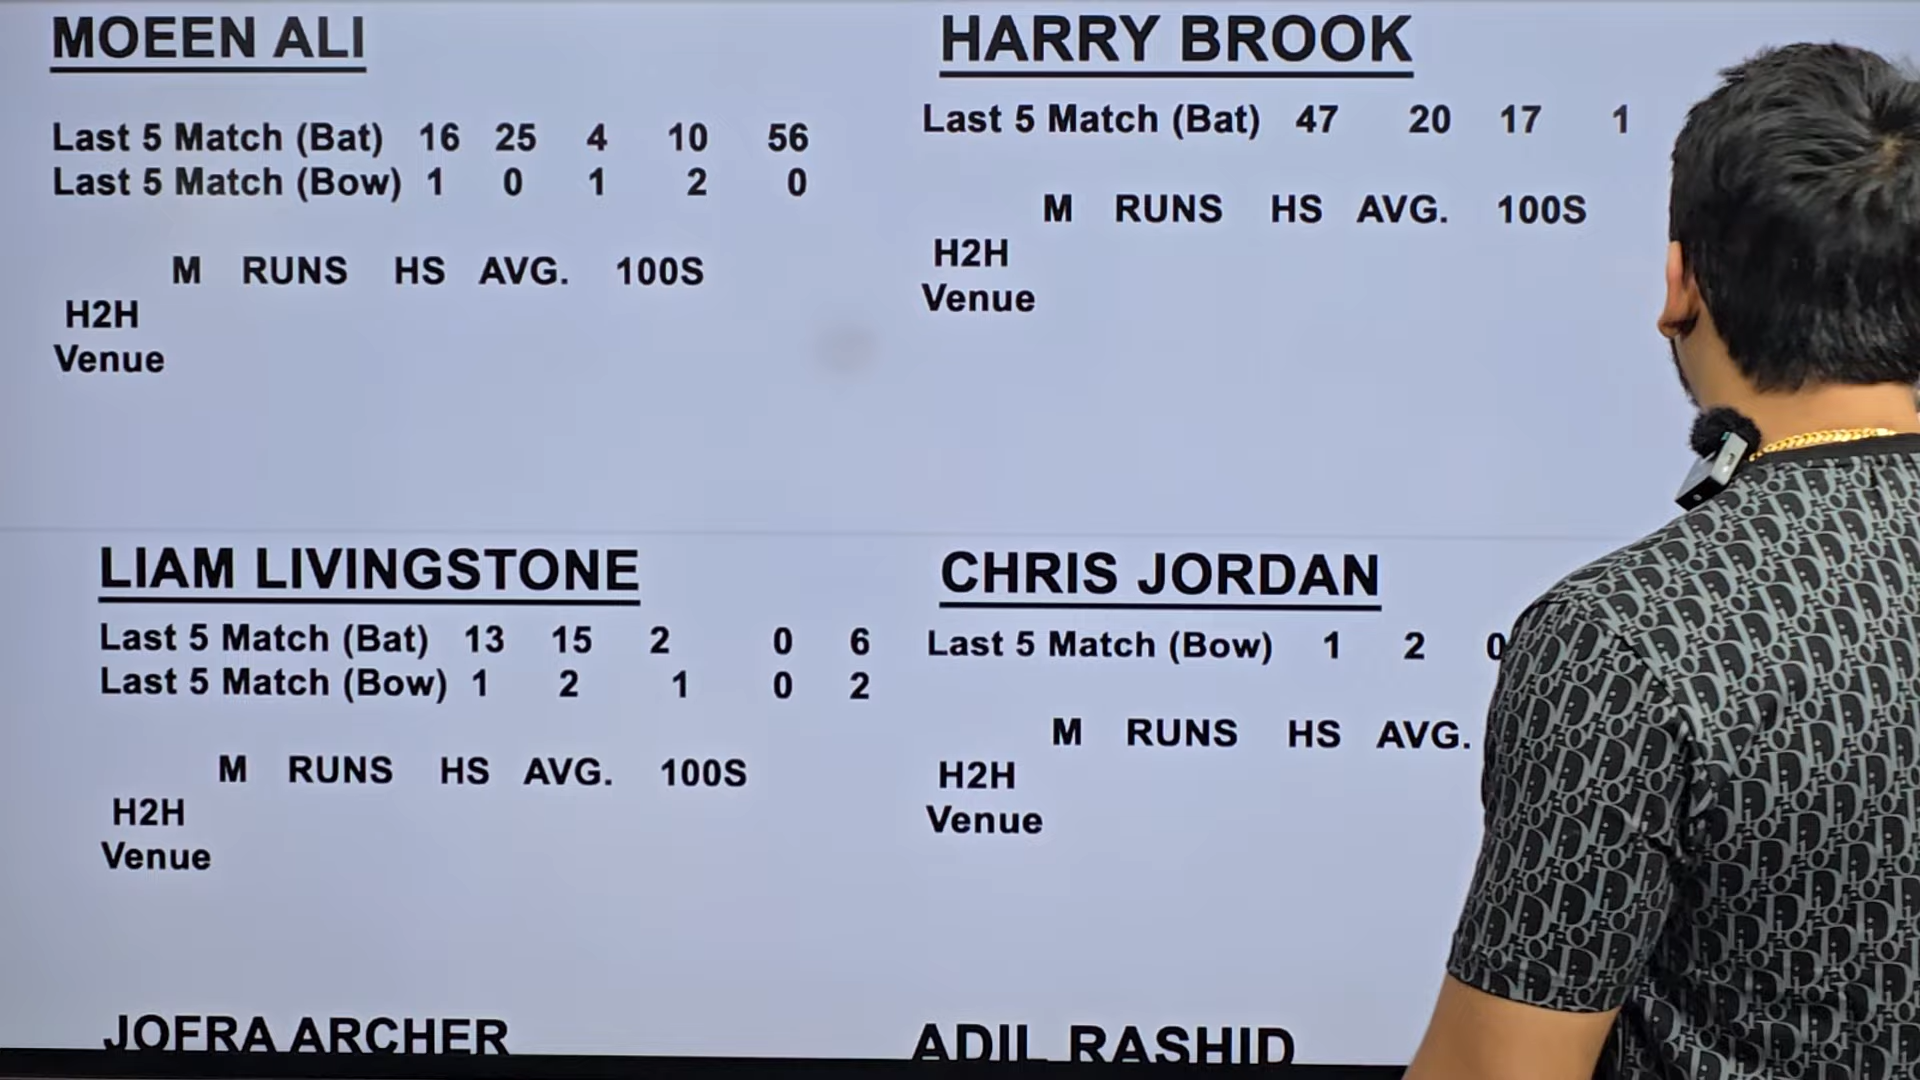 MOEEN ALI
Last 5 Match (Bat) 16 25 4 10 56
Last 5 Match (Bow) 1 0 1 2 0
M RUNS HS AVG. 100S
H2H
Venue
HARRY BROOK
Last 5 Match (Bat) 47 20 17 1
M RUNS HS AVG. 100S
H2H
Venue
LIAM LIVINGSTONE
Last 5 Match (Bat) 13 15 2 0 6
Last 5 Match (Bow) 1 2 1 0 2
M RUNS HS AVG. 100S
H2H
Venue
CHRIS JORDAN
Last 5 Match (Bow) 1 2 0
M RUNS HS AVG.
H2H
Venue
JOFRA ARCHER
ADIL RASHID